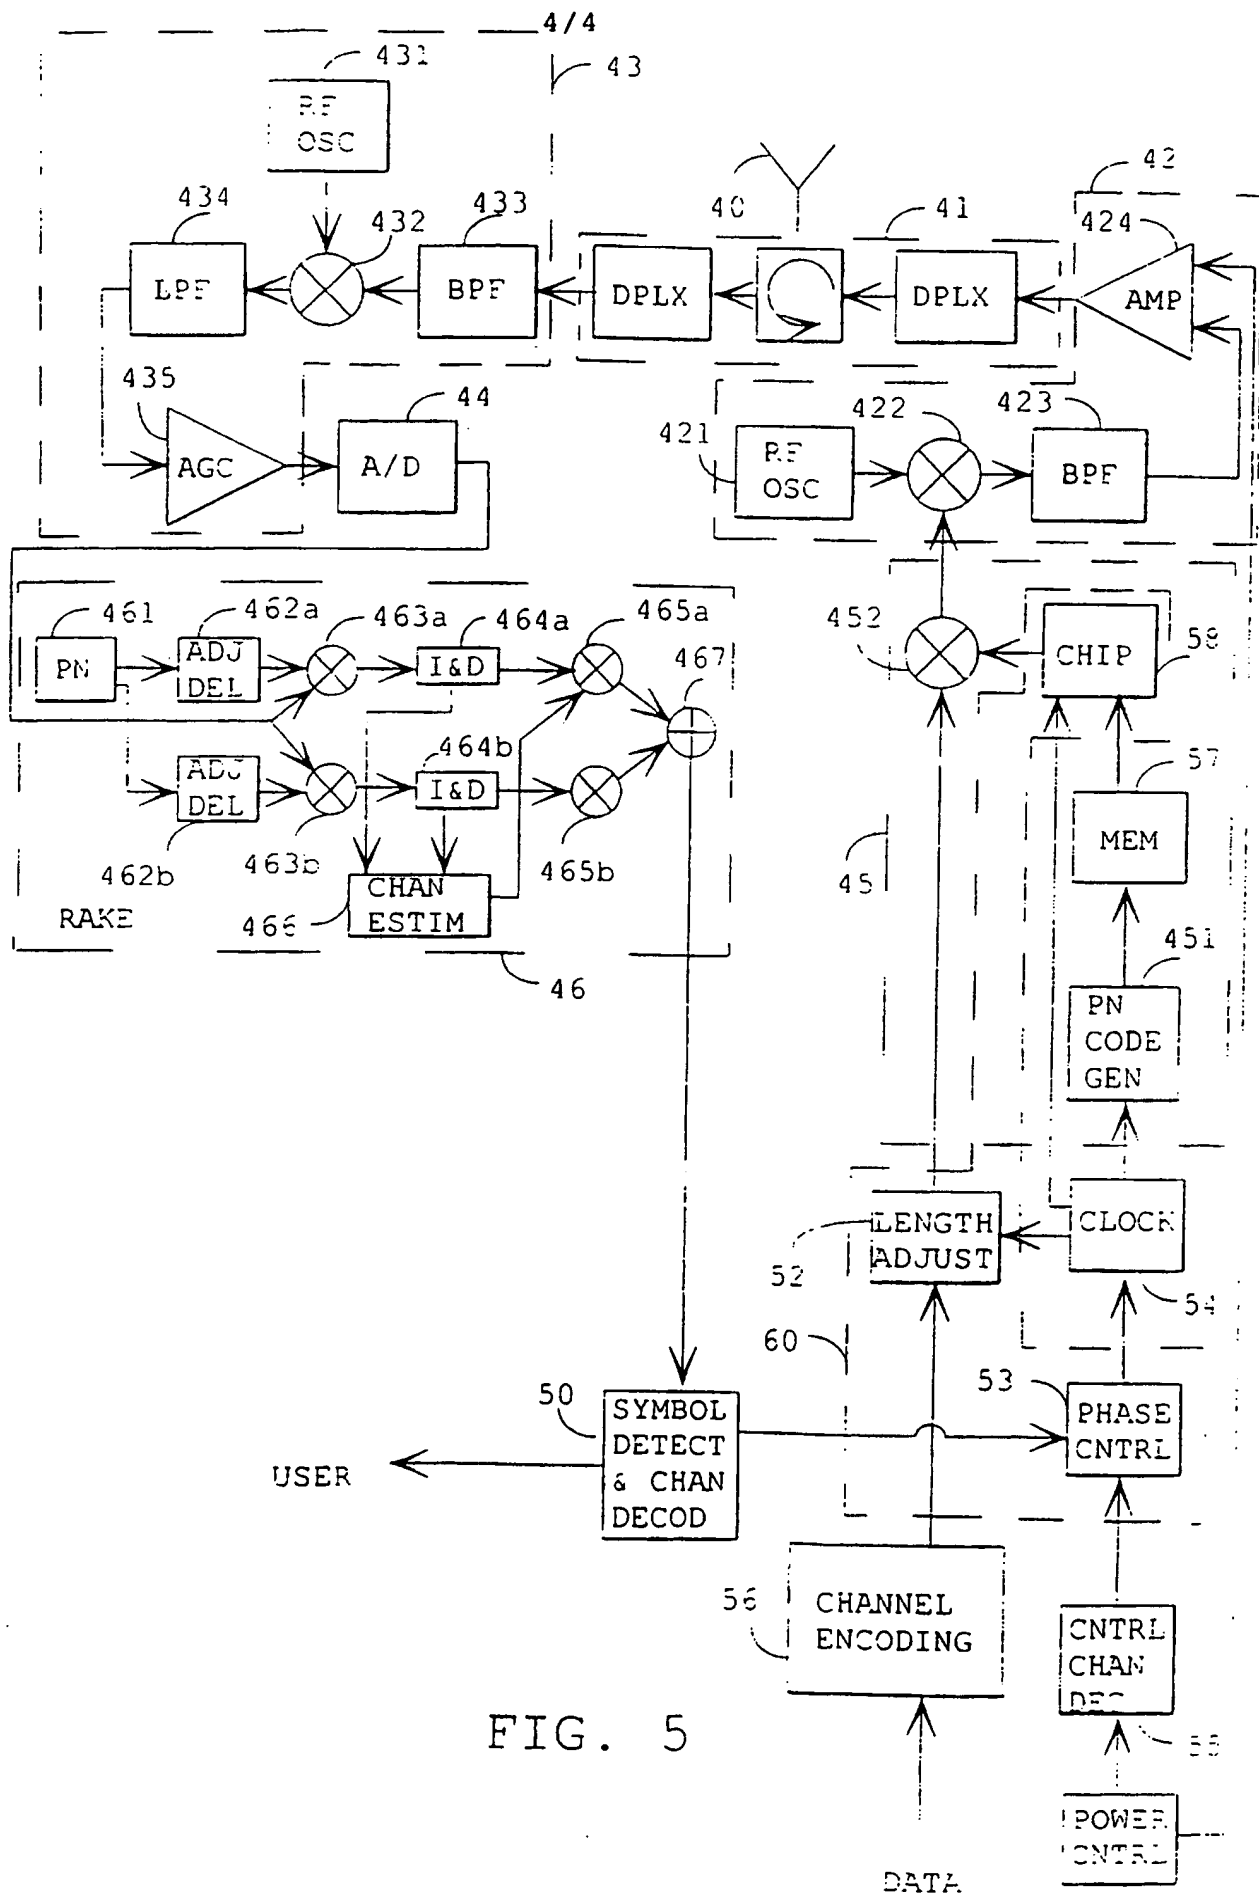 4/4
431
43
RF
OSC
42
434
433
40
41
424
432
LPF
BPF
DPLX
DPLX
AMP
435
44
422
423
421
AGC
A/D
RF
OSC
BPF
461
462a
463a
464a
465a
452
467
PN
ADJ
DEL
I&D
CHIP
58
464b
57
ADJ
DEL
I&D
MEM
462b
463b
465b
45
CHAN
ESTIM
RAKE
466
451
46
PN
CODE
GEN
LENGTH
ADJUST
CLOCK
52
54
60
53
50
SYMBOL
DETECT
& CHAN
DECOD
PHASE
CNTRL
USER
56
CHANNEL
ENCODING
CNTRL
CHAN
FIG. 5
POWER
CNTRL
DATA